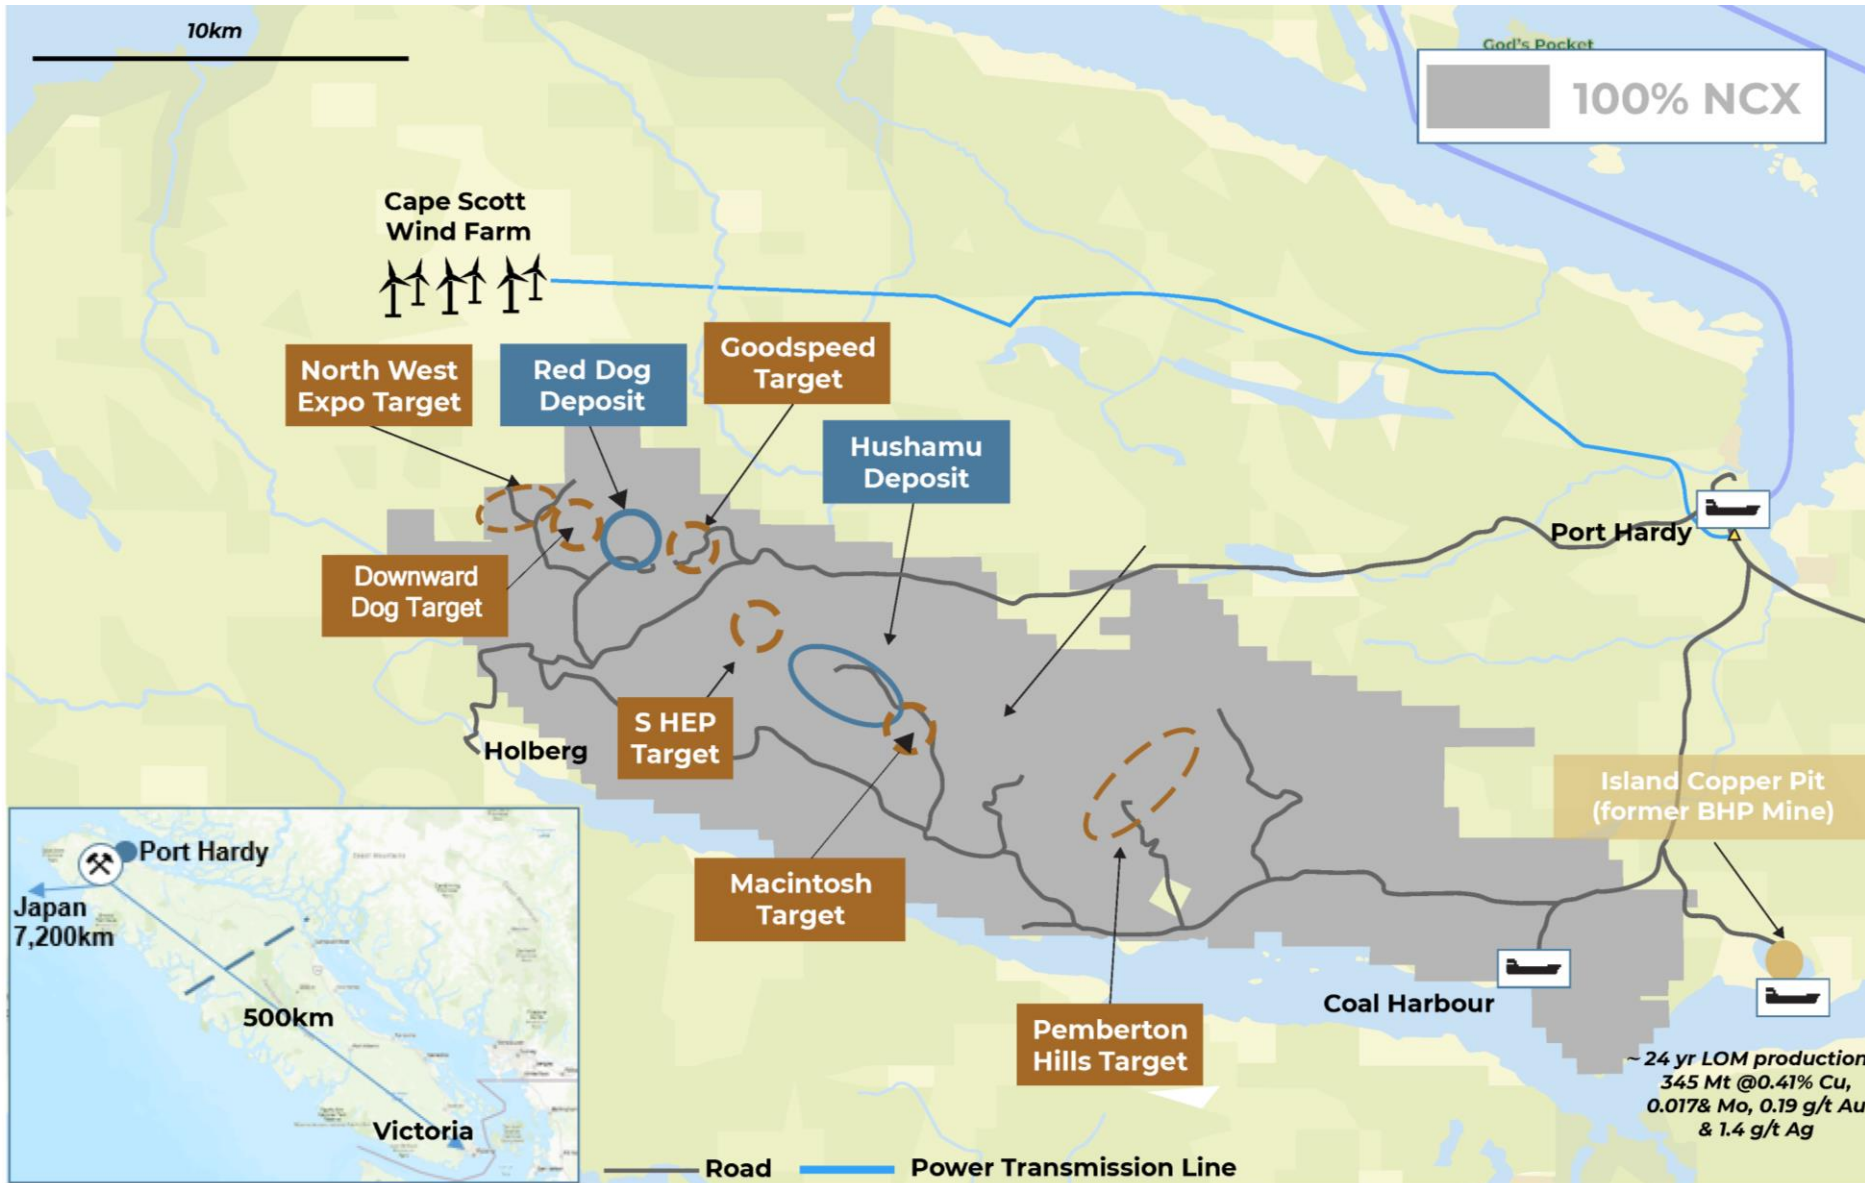 10km
God's Pocket
100% NCX
Cape Scott
Wind Farm
North West
Expo Target
Red Dog
Deposit
Goodspeed
Target
Hushamu
Deposit
Port Hardy
Downward
Dog Target
S HEP
Target
Holberg
Island Copper Pit
(former BHP Mine)
Macintosh
Target
Pemberton
Hills Target
Coal Harbour
~ 24 yr LOM production
345 Mt @0.41% Cu,
0.017& Mo, 0.19 g/t Au
& 1.4 g/t Ag
Port Hardy
Japan
7,200km
500km
Victoria
Road
Power Transmission Line